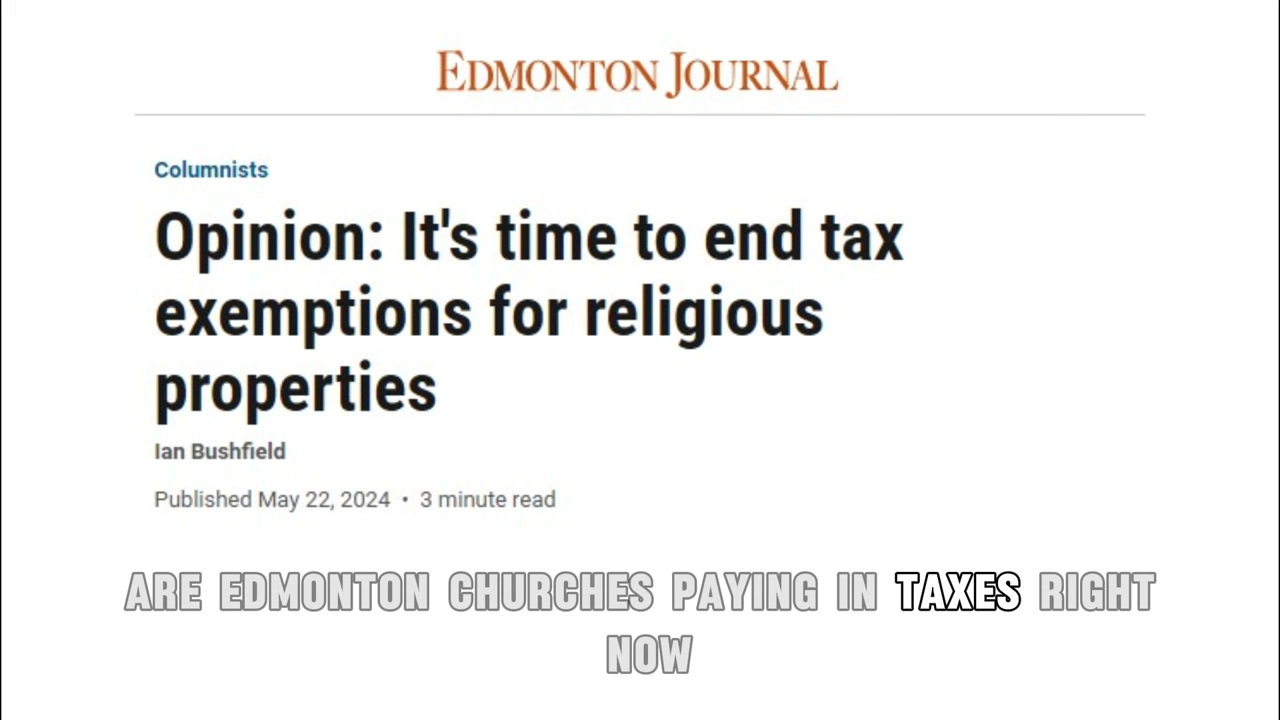 EDMONTON JOURNAL
Columnists
Opinion: It's time to end tax
exemptions for religious
properties
Ian Bushfield
Published May 22, 2024 • 3 minute read
ARE EDMONTON CHURCHES PAYING IN TAXES RIGHT
NOW